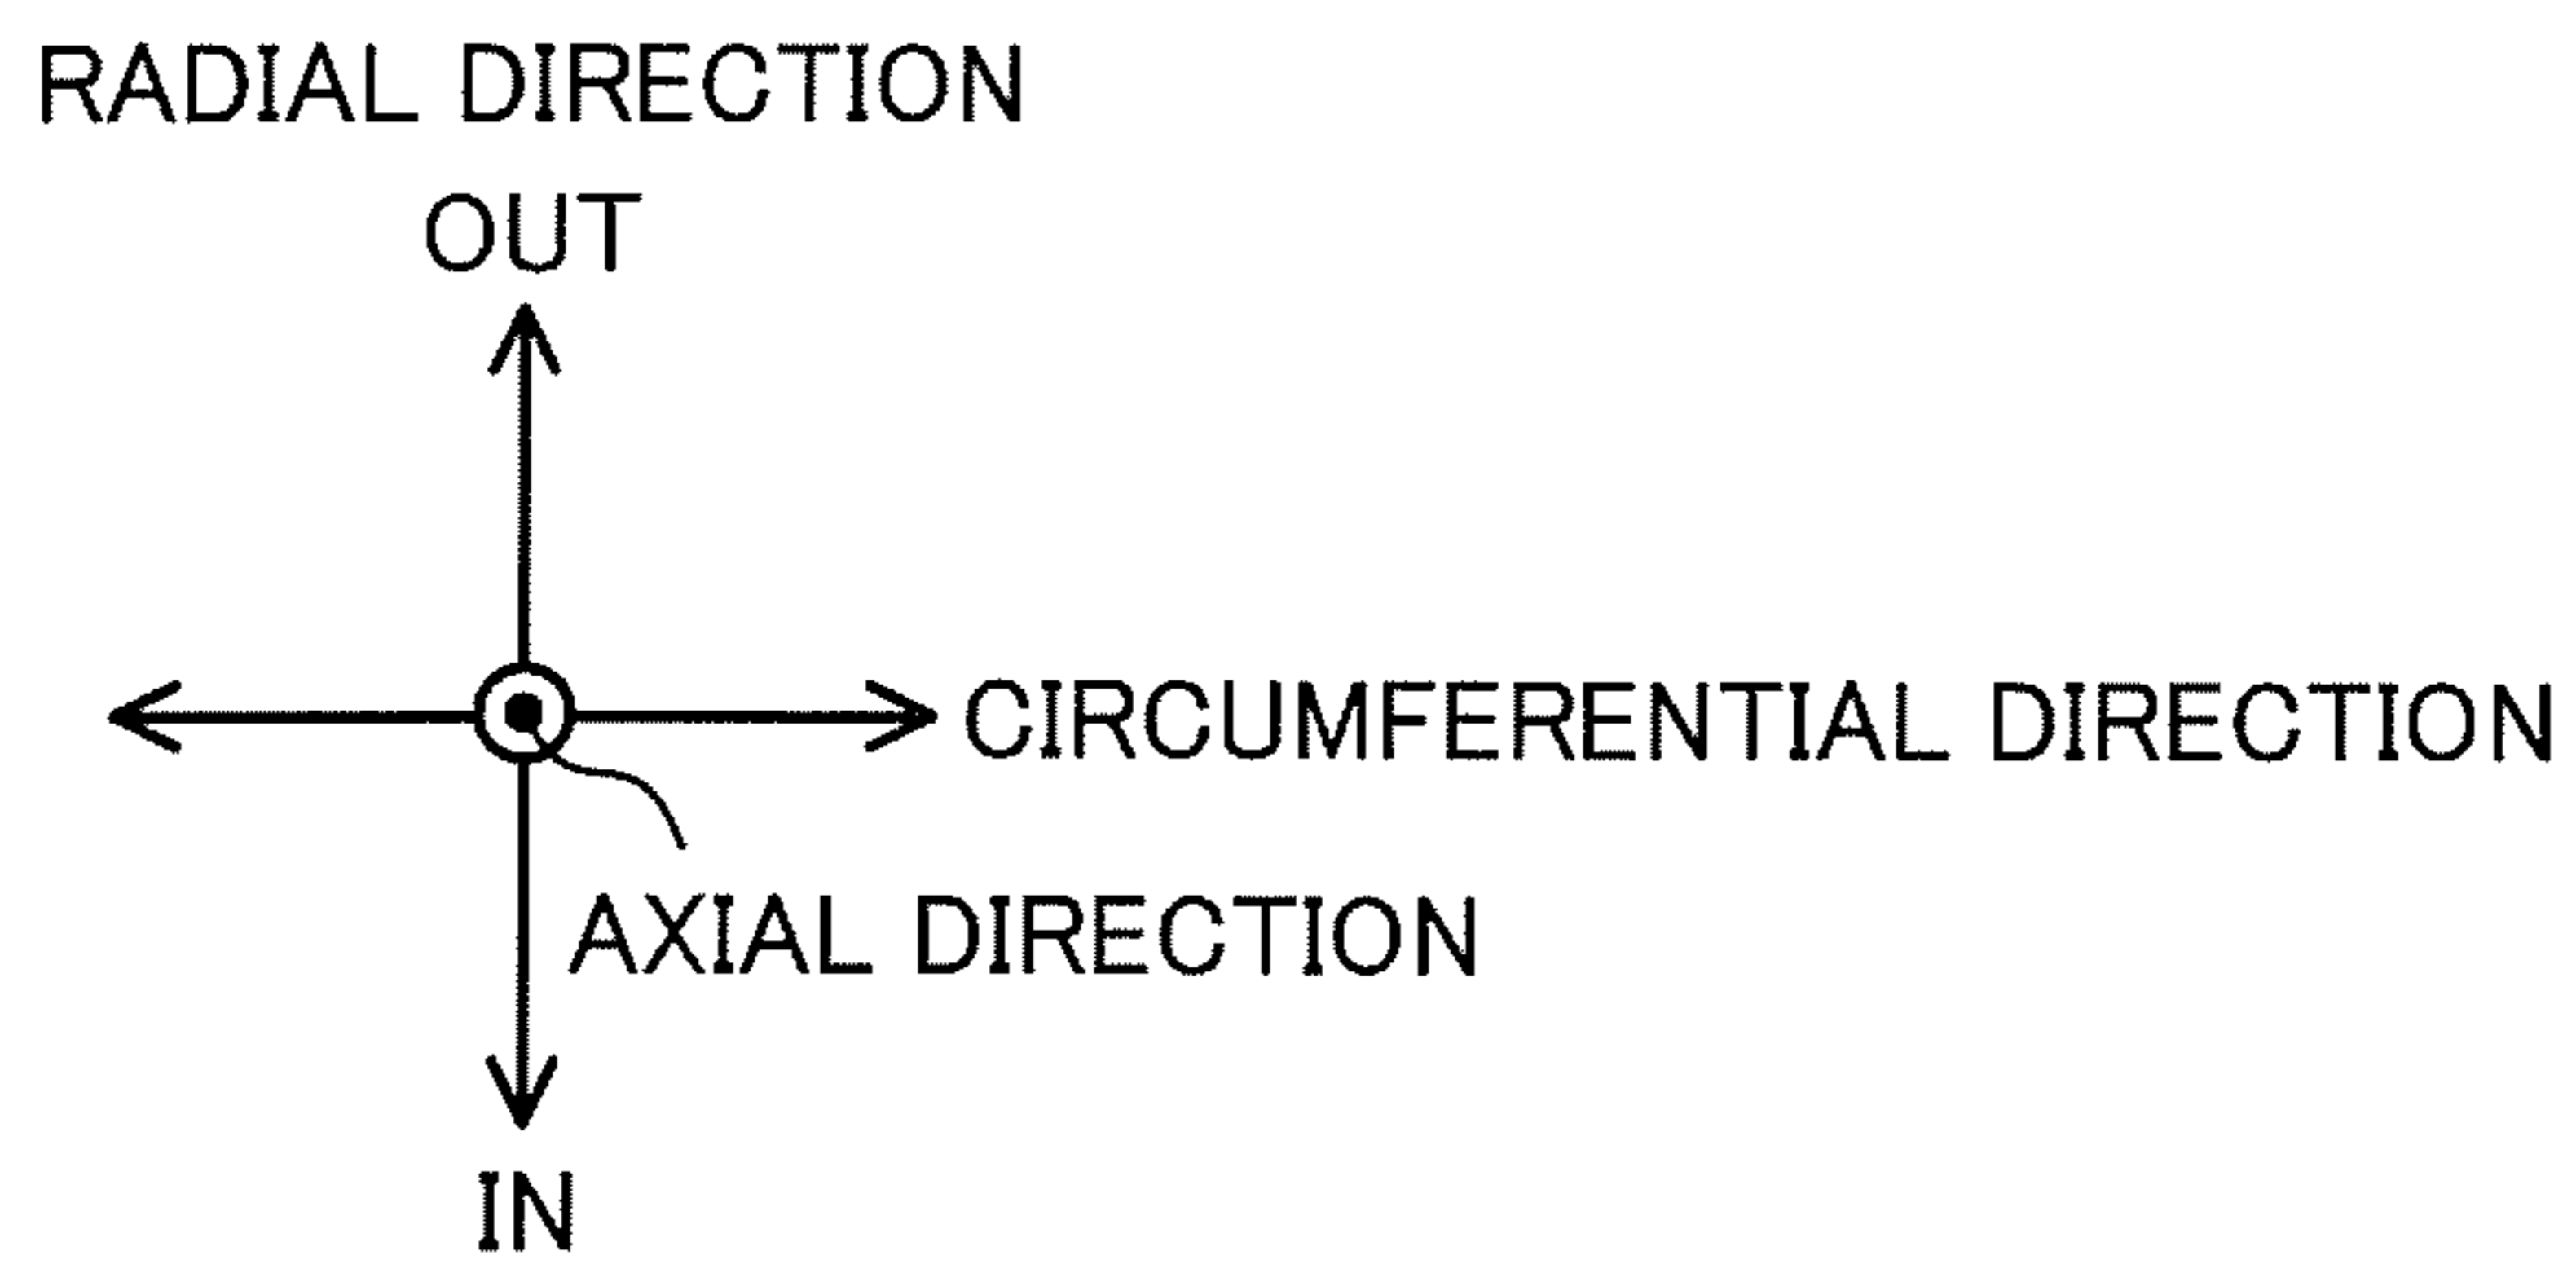 RADIAL DIRECTION
OUT
CIRCUMFERENTIAL DIRECTION
AXIAL DIRECTION
IN